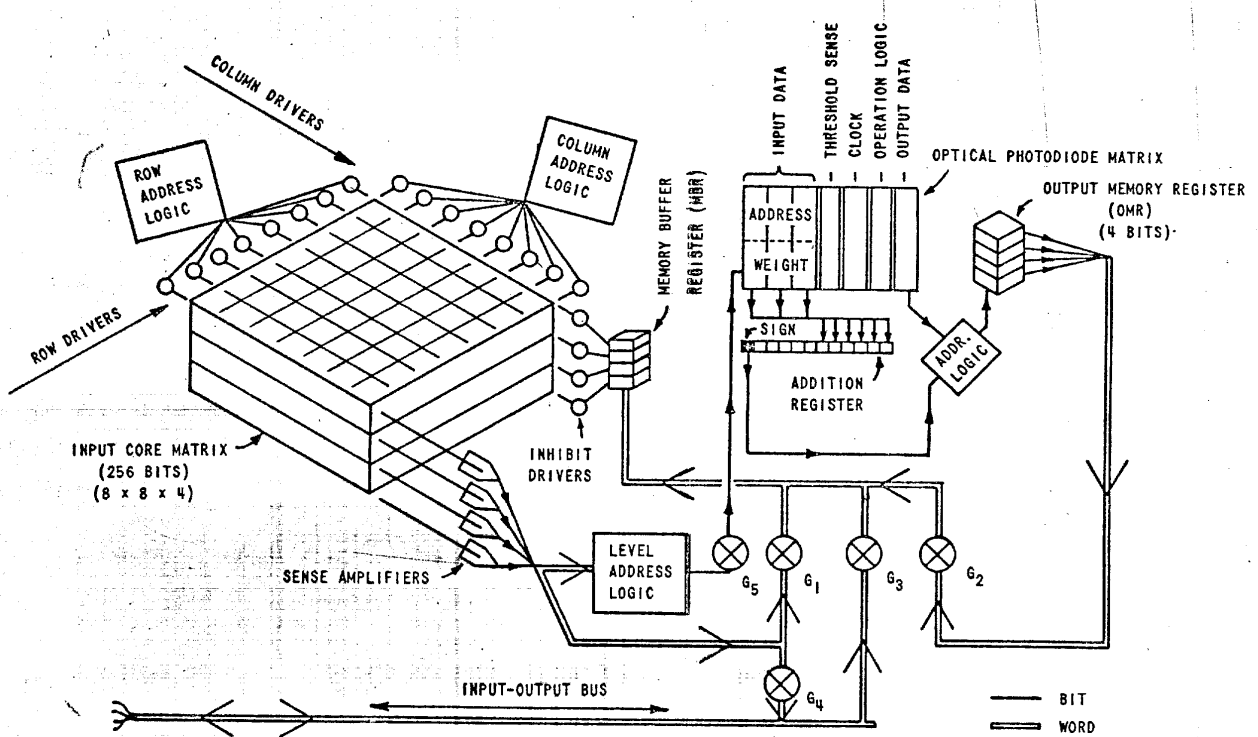 COLUMN DRIVERS
ROW
ADDRESS
LOGIC
COLUMN
ADDRESS
LOGIC
ROW DRIVERS
INPUT CORE MATRIX
(256 BITS)
(8 x 8 x 4)
SENSE AMPLIFIERS
INHIBIT
DRIVERS
MEMORY BUFFER
REGISTER (MBR)
INPUT DATA
THRESHOLD SENSE
CLOCK
OPERATION LOGIC
OUTPUT DATA
OPTICAL PHOTODIODE MATRIX
ADDRESS
WEIGHT
SIGN
ADDITION
REGISTER
ADDR.
LOGIC
OUTPUT MEMORY REGISTER
(OMR)
(4 BITS)
LEVEL
ADDRESS
LOGIC
G5
G1
G3
G2
G4
INPUT-OUTPUT BUS
BIT
WORD